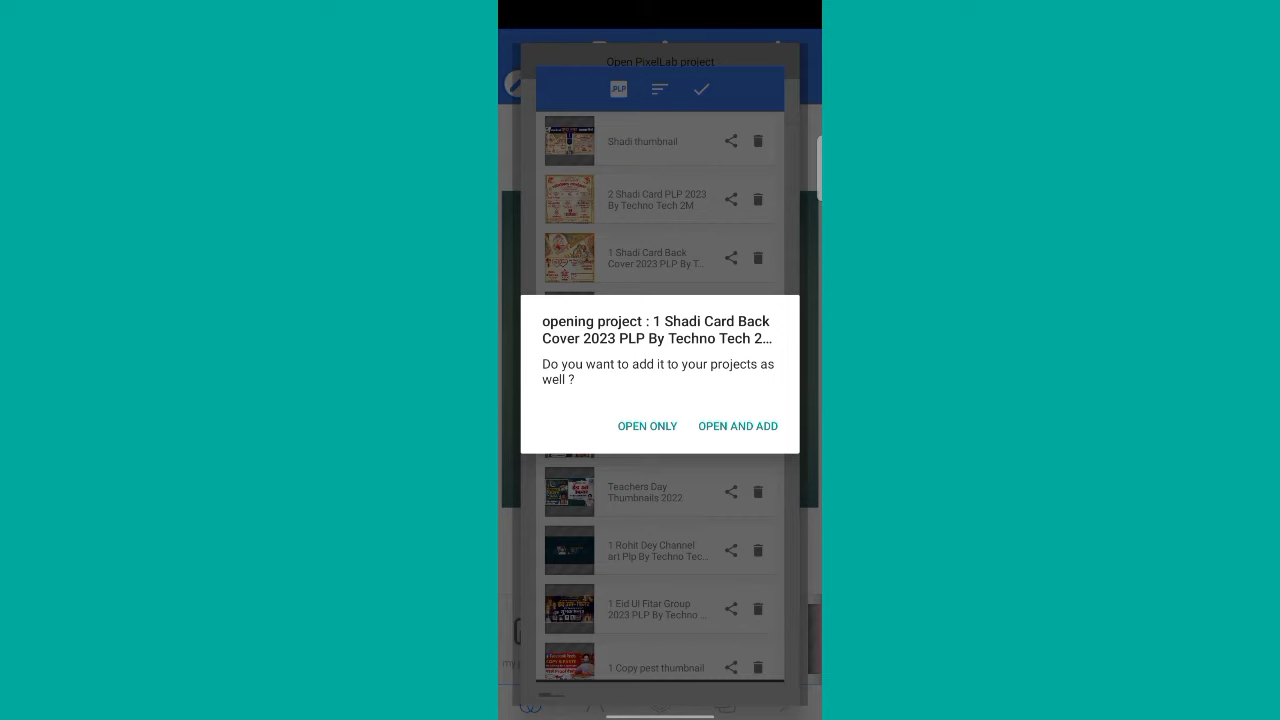 Open PixelLab project
.PLP
Shadi thumbnail
2 Shadi Card PLP 2023
By Techno Tech 2M
1 Shadi Card Back
Cover 2023 PLP By T...
opening project : 1 Shadi Card Back
Cover 2023 PLP By Techno Tech 2...
Do you want to add it to your projects as
well ?
OPEN ONLY
OPEN AND ADD
Teachers Day
Thumbnails 2022
1 Rohit Dey Channel
art Plp By Techno Tec...
1 Eid Ul Fitar Group
2023 PLP By Techno ...
1 Copy pest thumbnail
my